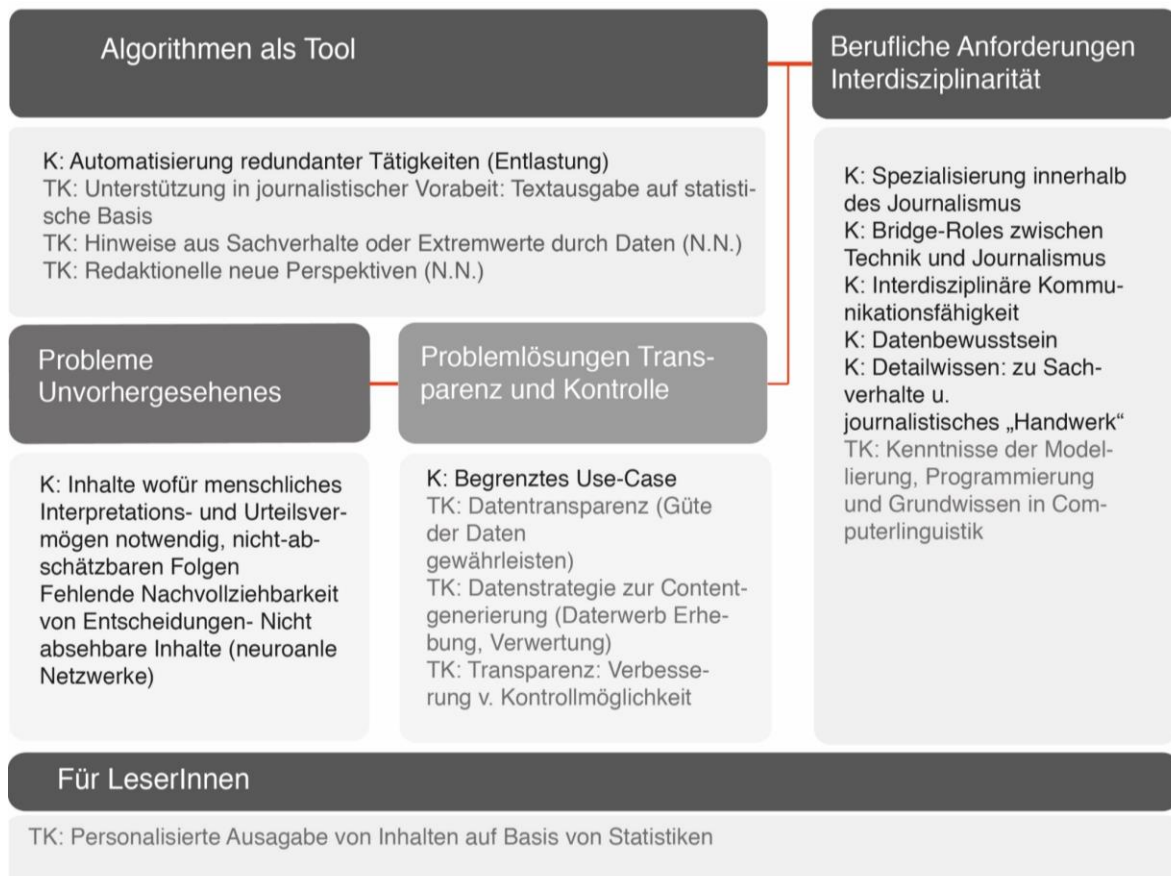 Algorithmen als Tool
K: Automatisierung redundanter Tätigkeiten (Entlastung)
TK: Unterstützung in journalistischer Vorabeit: Textausgabe auf statisti-
sche Basis
TK: Hinweise aus Sachverhalte oder Extremwerte durch Daten (N.N.)
TK: Redaktionelle neue Perspektiven (N.N.)
Berufliche Anforderungen
Interdisziplinarität
K: Spezialisierung innerhalb
des Journalismus
K: Bridge-Roles zwischen
Technik und Journalismus
K: Interdisziplinäre Kommu-
nikationsfähigkeit
K: Datenbewusstsein
K: Detailwissen: zu Sach-
verhalte u.
journalistisches „Handwerk“
TK: Kenntnisse der Model-
lierung, Programmierung
und Grundwissen in Com-
puterlinguistik
Probleme
Unvorhergesehenes
K: Inhalte wofür menschliches
Interpretations- und Urteilsver-
mögen notwendig, nicht-ab-
schätzbaren Folgen
Fehlende Nachvollziehbarkeit
von Entscheidungen- Nicht
absehbare Inhalte (neuroanle
Netzwerke)
Problemlösungen Trans-
parenz und Kontrolle
K: Begrenztes Use-Case
TK: Datentransparenz (Güte
der Daten
gewährleisten)
TK: Datenstrategie zur Content-
generierung (Daterwerb Erhe-
bung, Verwertung)
TK: Transparenz: Verbesse-
rung v. Kontrollmöglichkeit
Für LeserInnen
TK: Personalisierte Ausagabe von Inhalten auf Basis von Statistiken